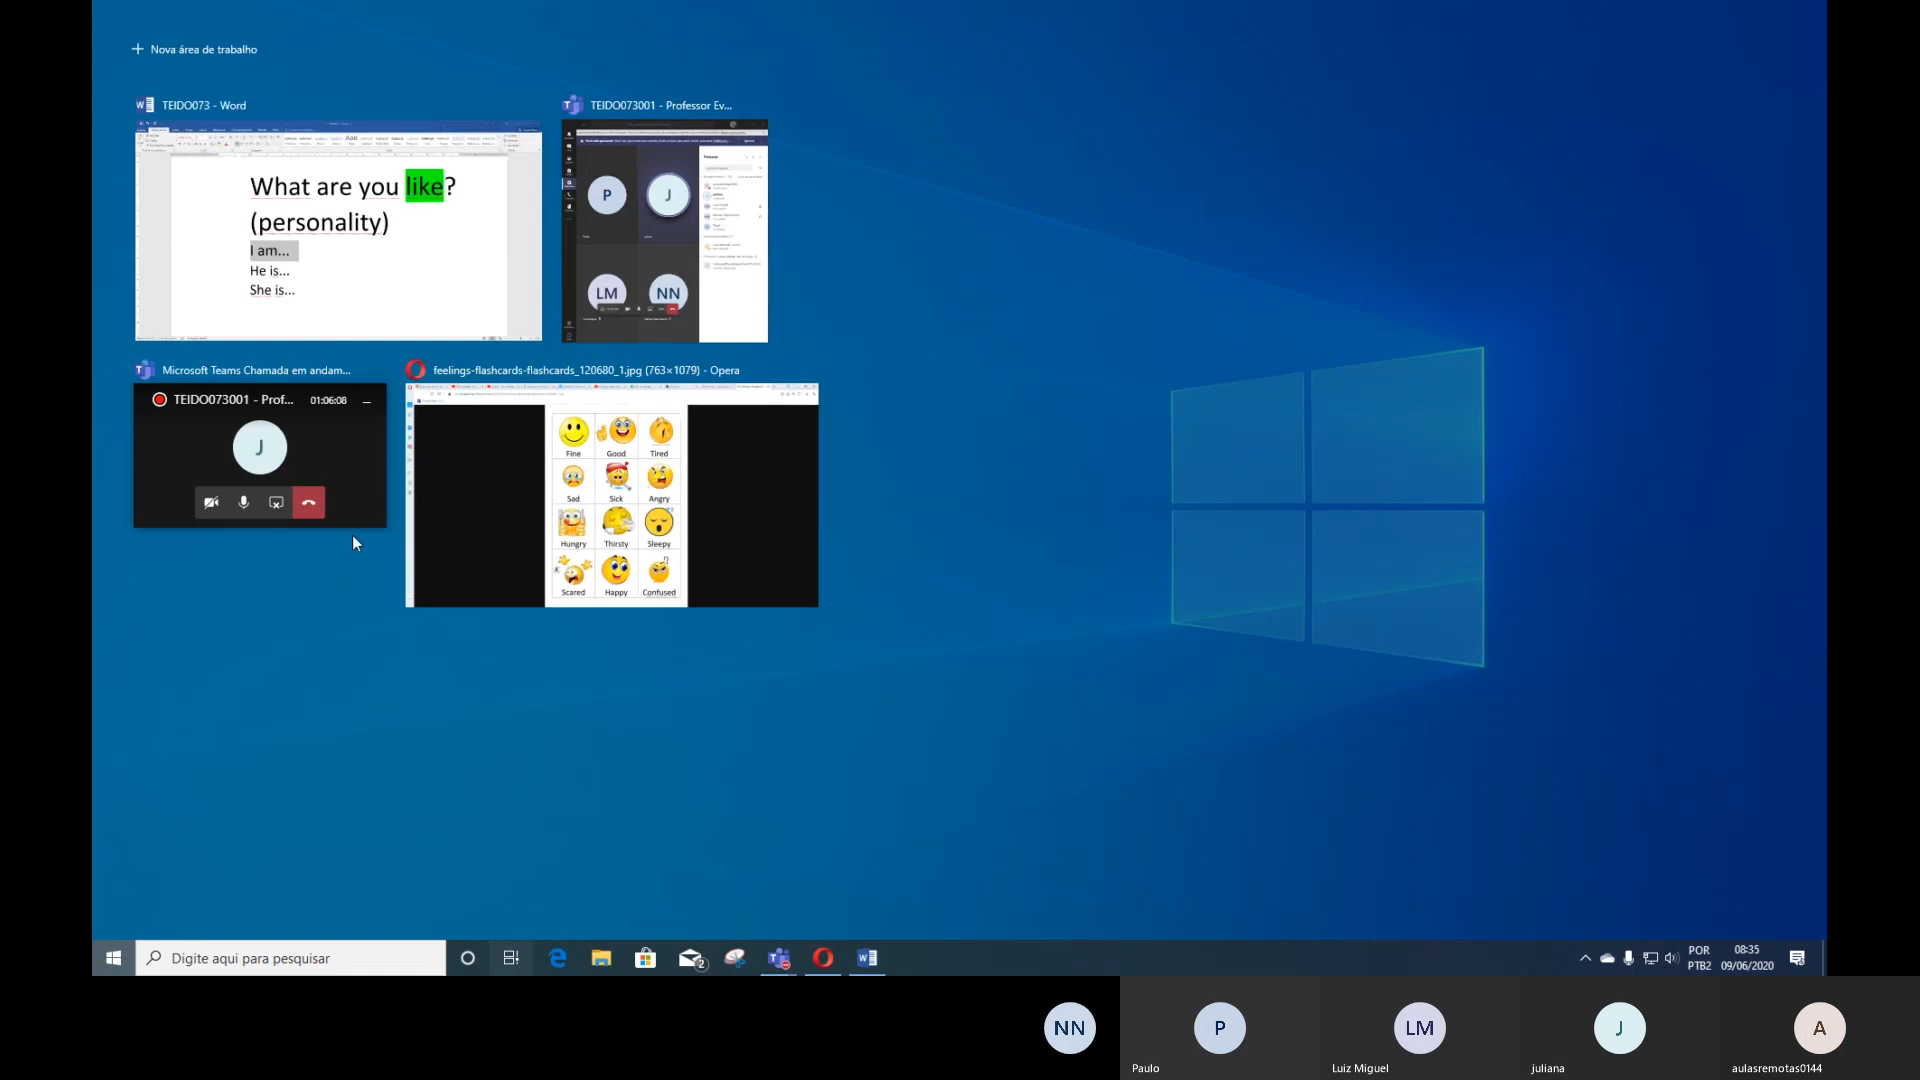 Nova área de trabalho
TEIDO073 - Word
TEIDO073001 - Professor Ev...
What are you like?
(personality)
I am...
He is...
She is...
P
J
LM
NN
Microsoft Teams Chamada em andam...
feelings-flashcards-flashcards_120680_1.jpg (763×1079) - Opera
TEIDO073001 - Prof... 01:06:08
J
Fine Good Tired
Sad Sick Angry
Hungry Thirsty Sleepy
Scared Happy Confused
Digite aqui para pesquisar
2
POR 08:35
PTB2 09/06/2020
NN P LM J A
Paulo Luiz Miguel juliana aulasremotas0144